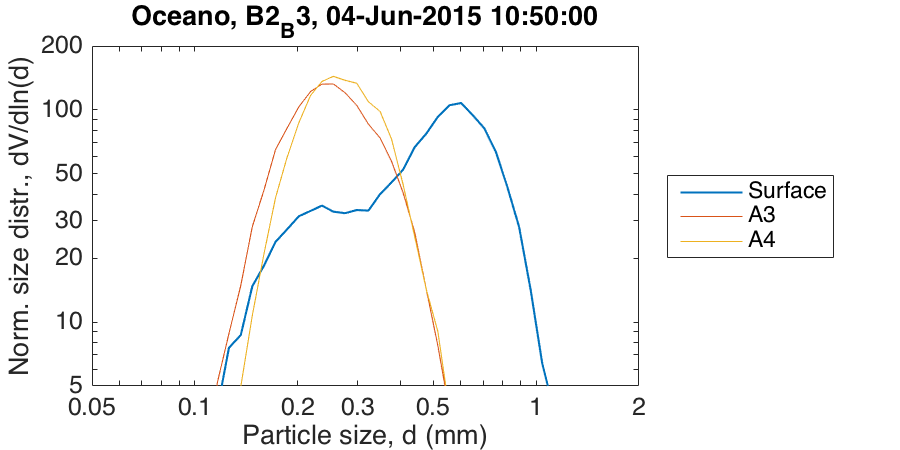 Oceano, B2_B3, 04-Jun-2015 10:50:00
Norm. size distr., dV/dln(d)
200
100
50
30
20
10
5
0.05 0.1 0.2 0.3 0.5 1 2
Particle size, d (mm)
Surface
A3
A4